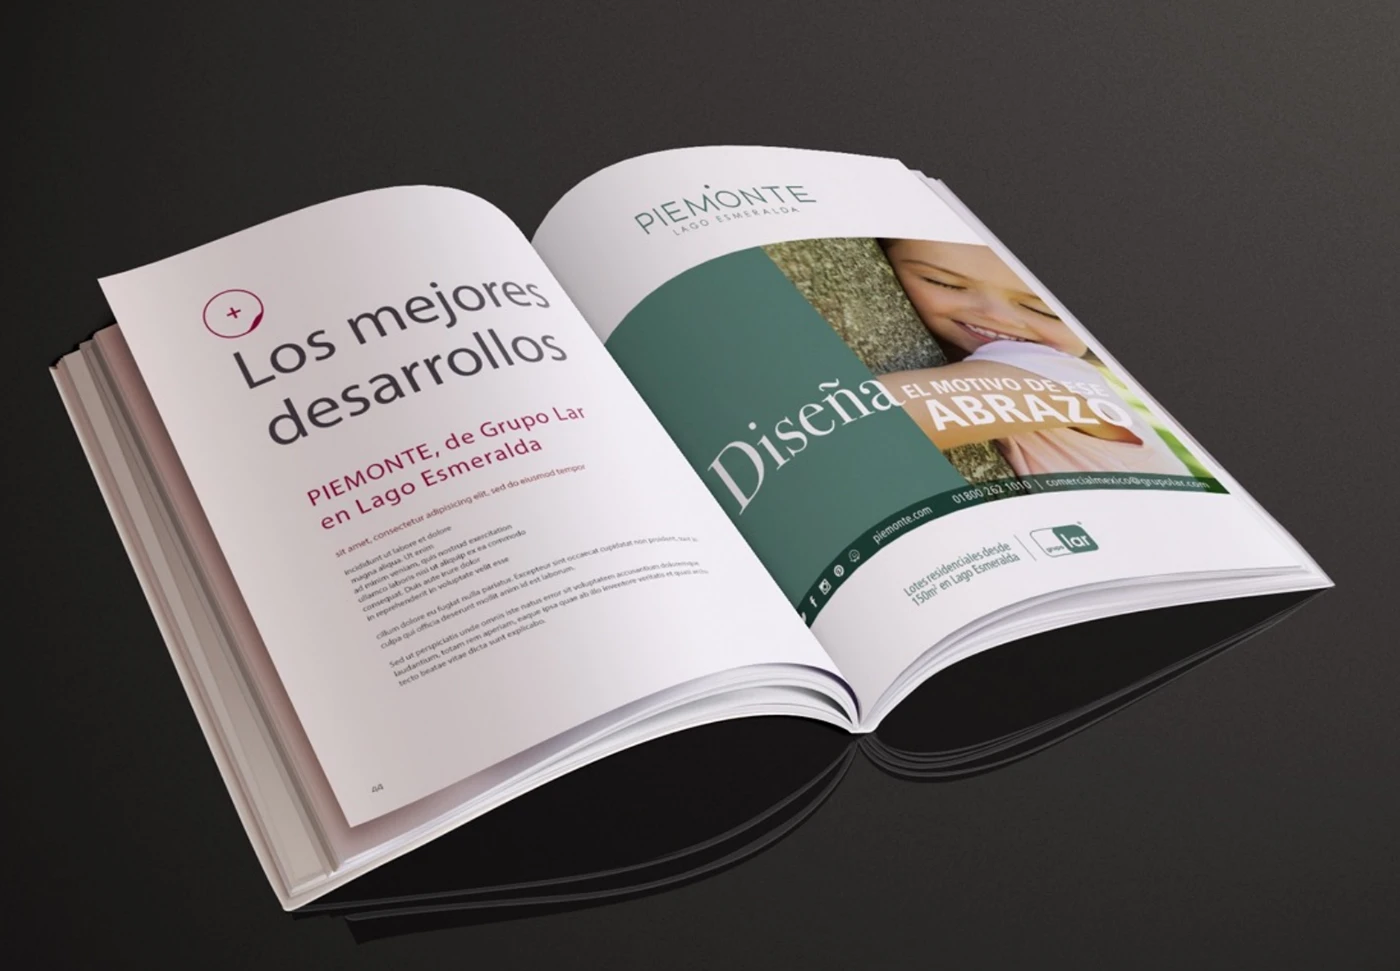 +
Los mejores
desarrollos
PIEMONTE, de Grupo Lar
en Lago Esmeralda
sit amet, consectetur adipisicing elit, sed do eiusmod tempor
incididunt ut labore et dolore
magna aliqua. Ut enim
ad minim veniam, quis nostrud exercitation
ullamco laboris nisi ut aliquip ex ea commodo
consequat. Duis aute irure dolor
in reprehenderit in voluptate velit esse
cillum dolore eu fugiat nulla pariatur. Excepteur sint occaecat cupidatat non proident, sunt in
culpa qui officia deserunt mollit anim id est laborum.
Sed ut perspiciatis unde omnis iste natus error sit voluptatem accusantium doloremque
laudantium, totam rem aperiam, eaque ipsa quae ab illo inventore veritatis et quasi
tecto beatae vitae dicta sunt explicabo.
44
PIEMONTE
LAGO ESMERALDA
Diseña
EL MOTIVO DE ESE
ABRAZO
piemonte.com
01800 262 1010 | comercialmexico@grupolar.com
Lotes residenciales desde
150m² en Lago Esmeralda
grupo lar